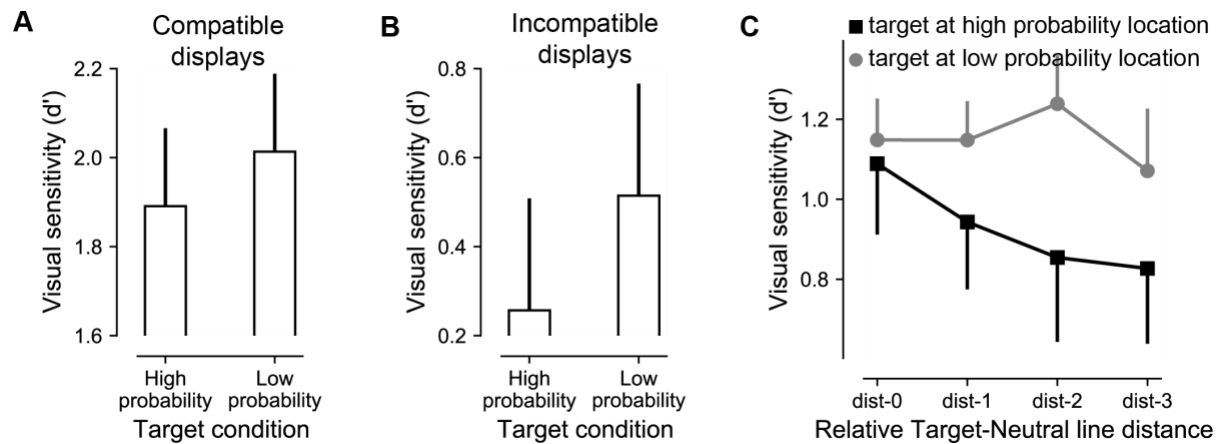 A
Compatible
displays
Visual sensitivity (d')
2.2
2.0
1.8
1.6
High
probability
Low
probability
Target condition
B
Incompatible
displays
Visual sensitivity (d')
0.8
0.6
0.4
0.2
High
probability
Low
probability
Target condition
C
target at high probability location
target at low probability location
Visual sensitivity (d')
1.2
1.0
0.8
dist-0 dist-1 dist-2 dist-3
Relative Target-Neutral line distance